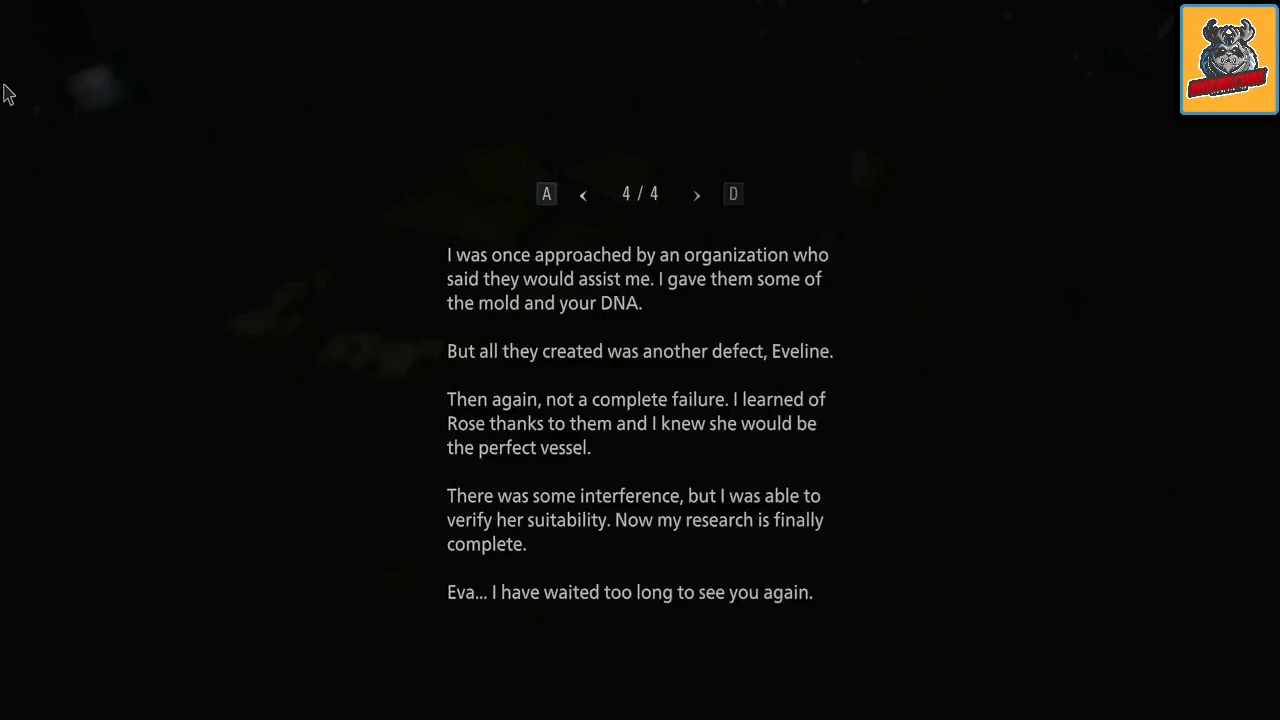 A < 4 / 4 > D
I was once approached by an organization who
said they would assist me. I gave them some of
the mold and your DNA.
But all they created was another defect, Eveline.
Then again, not a complete failure. I learned of
Rose thanks to them and I knew she would be
the perfect vessel.
There was some interference, but I was able to
verify her suitability. Now my research is finally
complete.
Eva... I have waited too long to see you again.